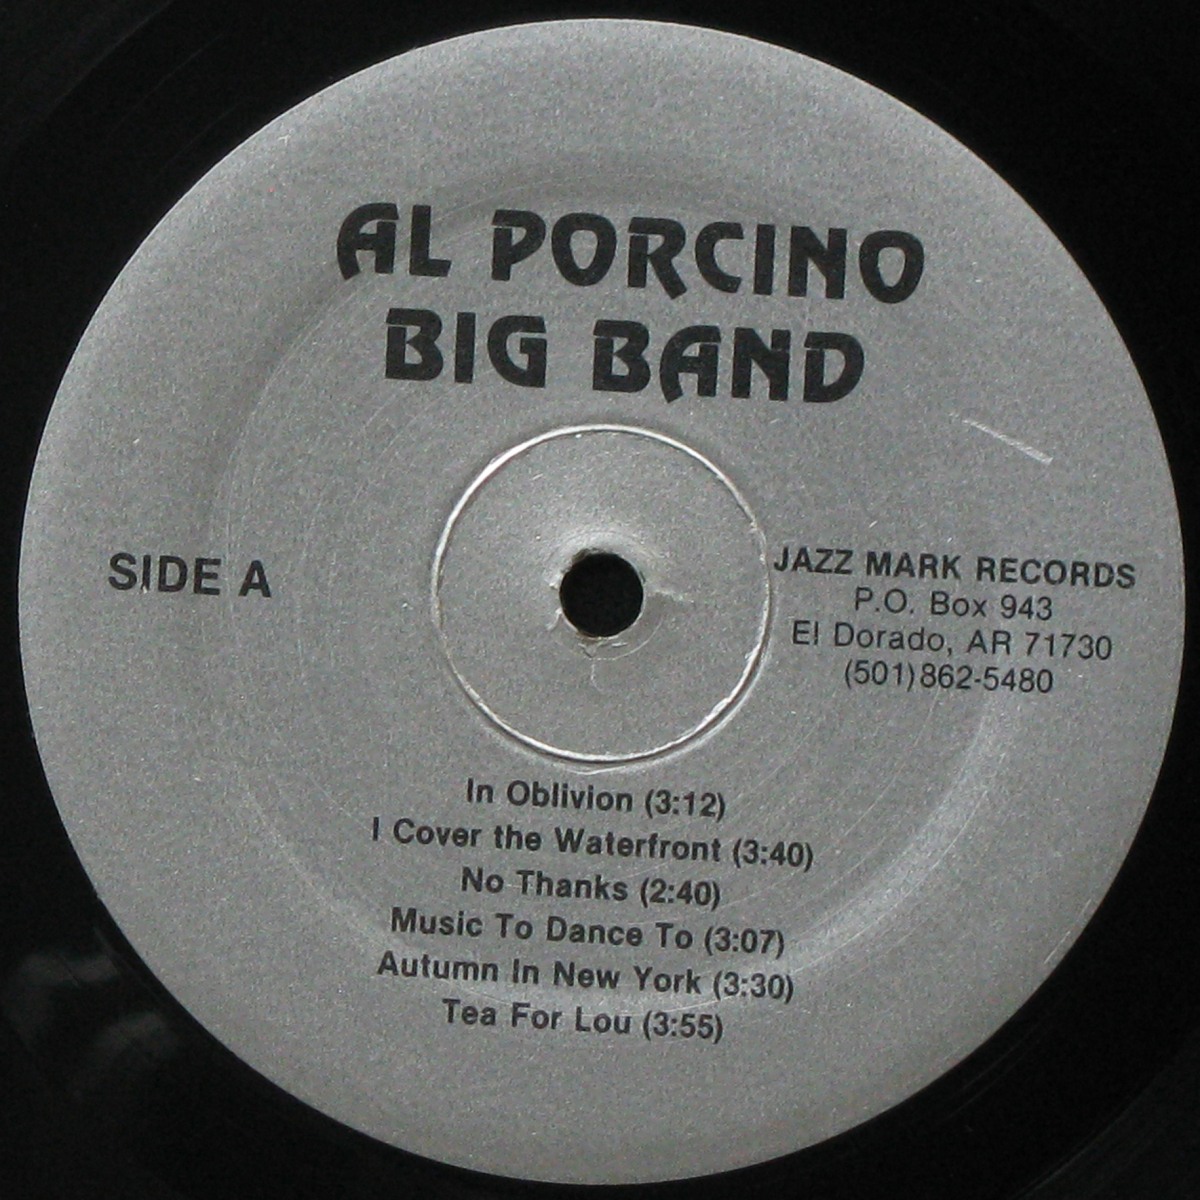 AL PORCINO
BIG BAND
SIDE A
JAZZ MARK RECORDS
P.O. Box 943
El Dorado, AR 71730
(501)862-5480
In Oblivion (3:12)
I Cover the Waterfront (3:40)
No Thanks (2:40)
Music To Dance To (3:07)
Autumn In New York (3:30)
Tea For Lou (3:55)